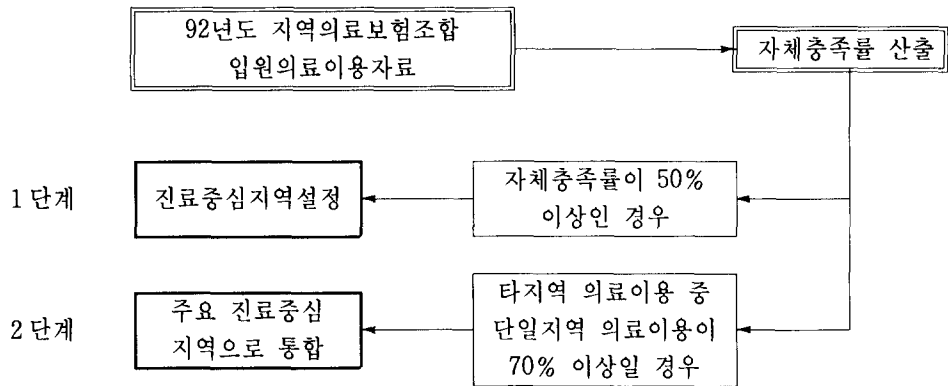 92년도 지역의료보험조합
입원의료이용자료
자체충족률 산출
1단계
진료중심지역설정
자체충족률이 50%
이상인 경우
2단계
주요 진료중심
지역으로 통합
타지역 의료이용 중
단일지역 의료이용이
70% 이상일 경우